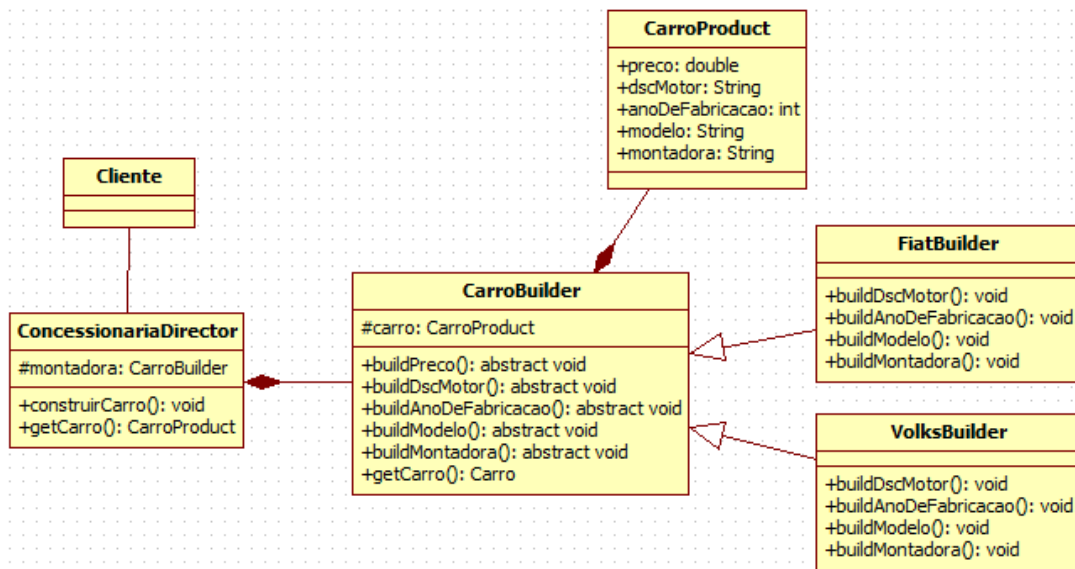 CarroProduct
+preco: double
+dscMotor: String
+anoDeFabricacao: int
+modelo: String
+montadora: String
Cliente
ConcessionariaDirector
#montadora: CarroBuilder
+construirCarro(): void
+getCarro(): CarroProduct
CarroBuilder
#carro: CarroProduct
+buildPreco(): abstract void
+buildDscMotor(): abstract void
+buildAnoDeFabricacao(): abstract void
+buildModelo(): abstract void
+buildMontadora(): abstract void
+getCarro(): Carro
FiatBuilder
+buildDscMotor(): void
+buildAnoDeFabricacao(): void
+buildModelo(): void
+buildMontadora(): void
VolksBuilder
+buildDscMotor(): void
+buildAnoDeFabricacao(): void
+buildModelo(): void
+buildMontadora(): void